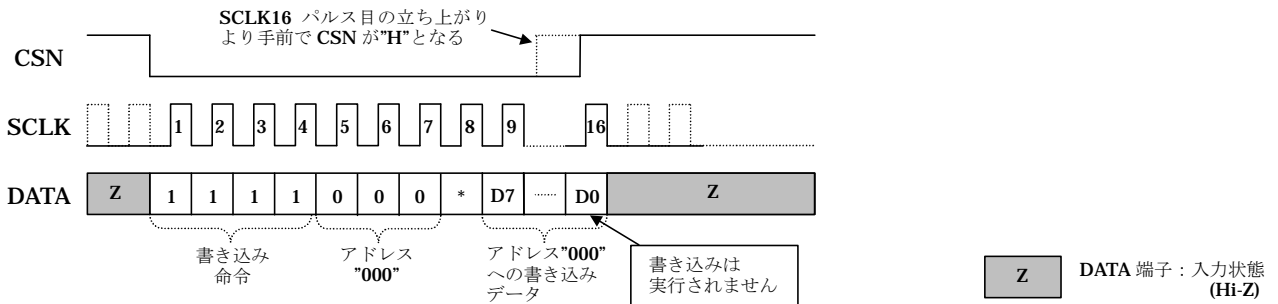 SCLK16 パルス目の立ち上がり
より手前で CSN が"H"となる
CSN
SCLK 1 2 3 4 5 6 7 8 9 16
DATA Z 1 1 1 1 0 0 0 * D7 ...... D0 Z
書き込み
命令
アドレス
"000"
アドレス"000"
への書き込み
データ
書き込みは
実行されません
Z DATA 端子：入力状態
(Hi-Z)